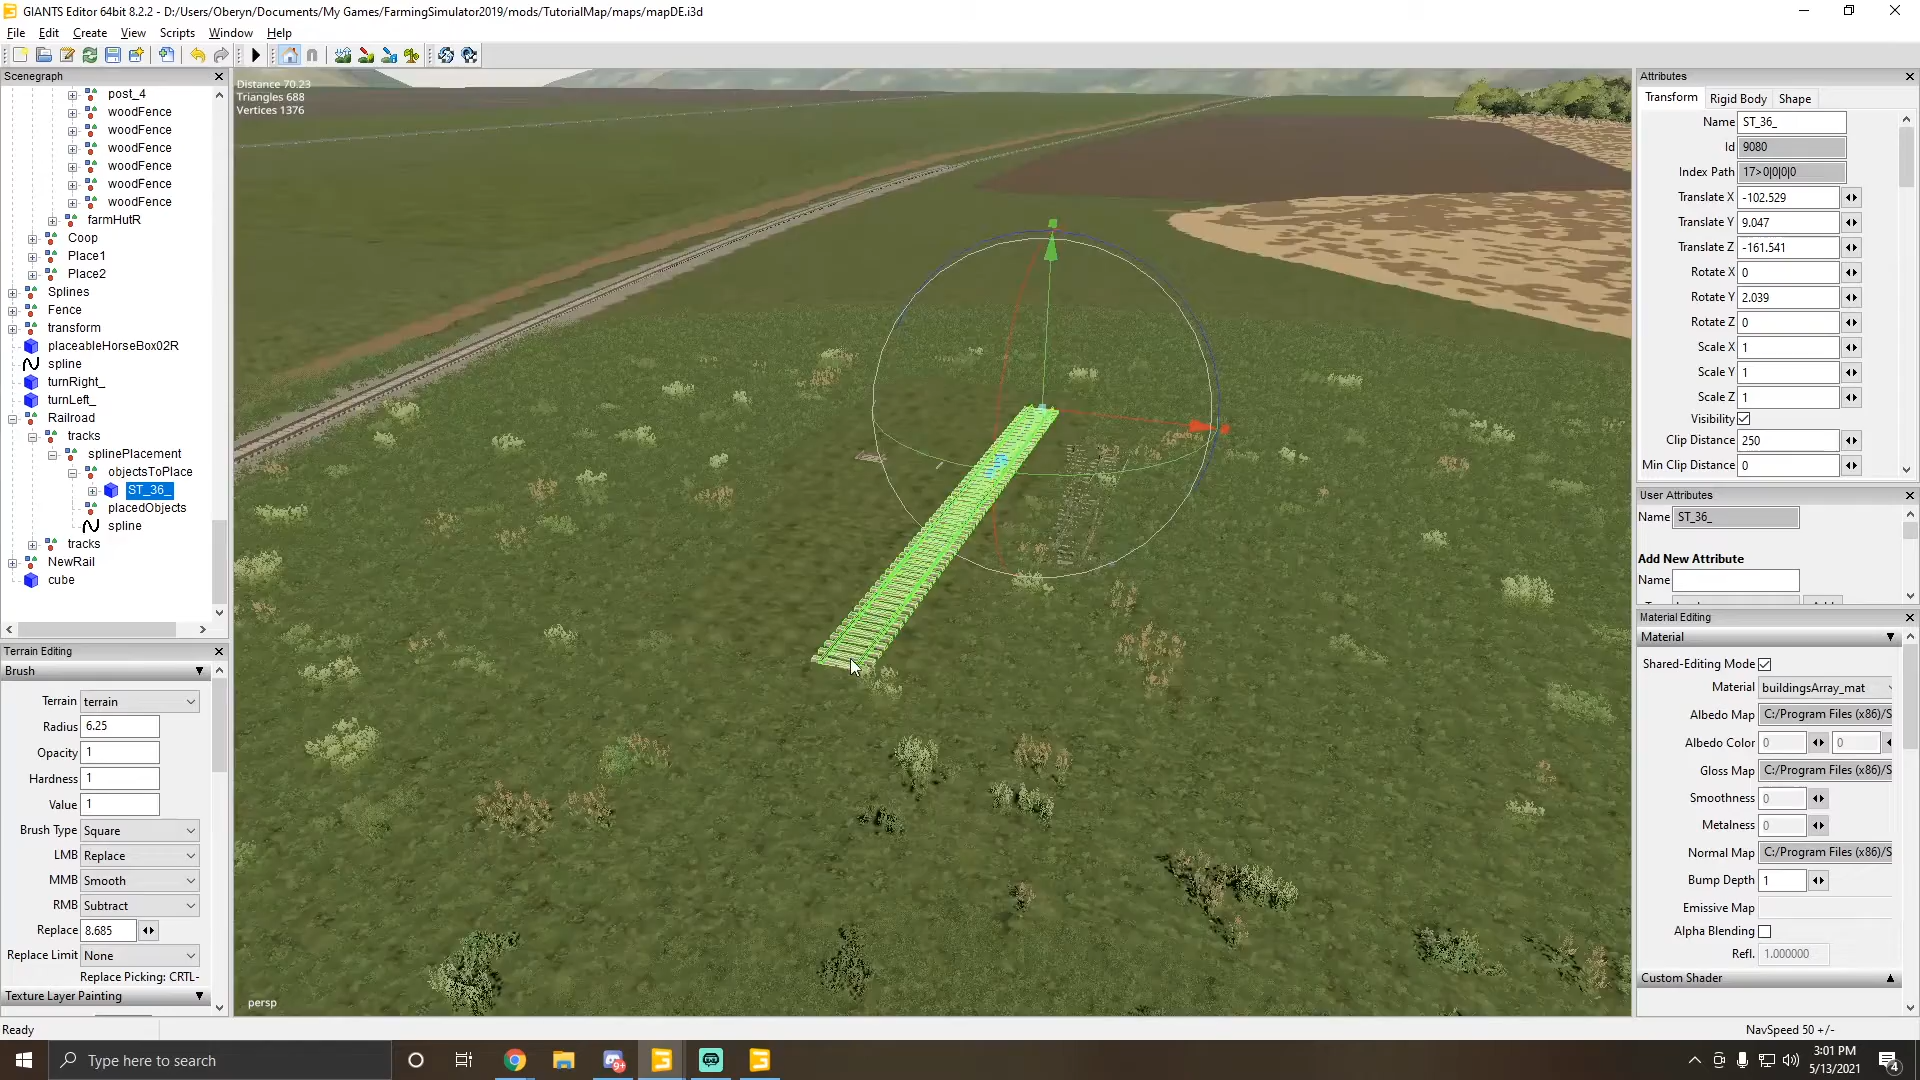 GIANTS Editor 64bit 8.2.2 - D:/Users/Oberyn/Documents/My Games/FarmingSimulator2019/mods/TutorialMap/maps/mapDE.i3d
File Edit Create View Scripts Window Help
Scenegraph
post_4
woodFence
woodFence
woodFence
woodFence
woodFence
woodFence
farmHutR
Coop
Place1
Place2
Splines
Fence
transform
placeableHorseBox02R
spline
turnRight_
turnLeft_
Railroad
tracks
splinePlacement
objectsToPlace
ST_36_
placedObjects
spline
tracks
NewRail
cube
Terrain Editing
Brush
Terrain terrain
Radius 6.25
Opacity 1
Hardness 1
Value 1
Brush Type Square
LMB Replace
MMB Smooth
RMB Subtract
Replace 8.685
Replace Limit None
Replace Picking: CRTL-
Texture Layer Painting
Ready
Distance 70.23
Triangles 688
Vertices 1376
persp
Attributes
Transform Rigid Body Shape
Name ST_36_
Id 9080
Index Path 17>0|0|0|0
Translate X -102.529
Translate Y 9.047
Translate Z -161.541
Rotate X 0
Rotate Y 2.039
Rotate Z 0
Scale X 1
Scale Y 1
Scale Z 1
Visibility
Clip Distance 250
Min Clip Distance 0
User Attributes
Name ST_36_
Add New Attribute
Name
Material Editing
Material
Shared-Editing Mode
Material buildingsArray_mat
Albedo Map C:/Program Files (x86)/S
Albedo Color 0 0
Gloss Map C:/Program Files (x86)/S
Smoothness 0
Metalness 0
Normal Map C:/Program Files (x86)/S
Bump Depth 1
Emissive Map
Alpha Blending
Refl. 1.000000
Custom Shader
NavSpeed 50 +/-
Type here to search
9+
3:01 PM
5/13/2021
4